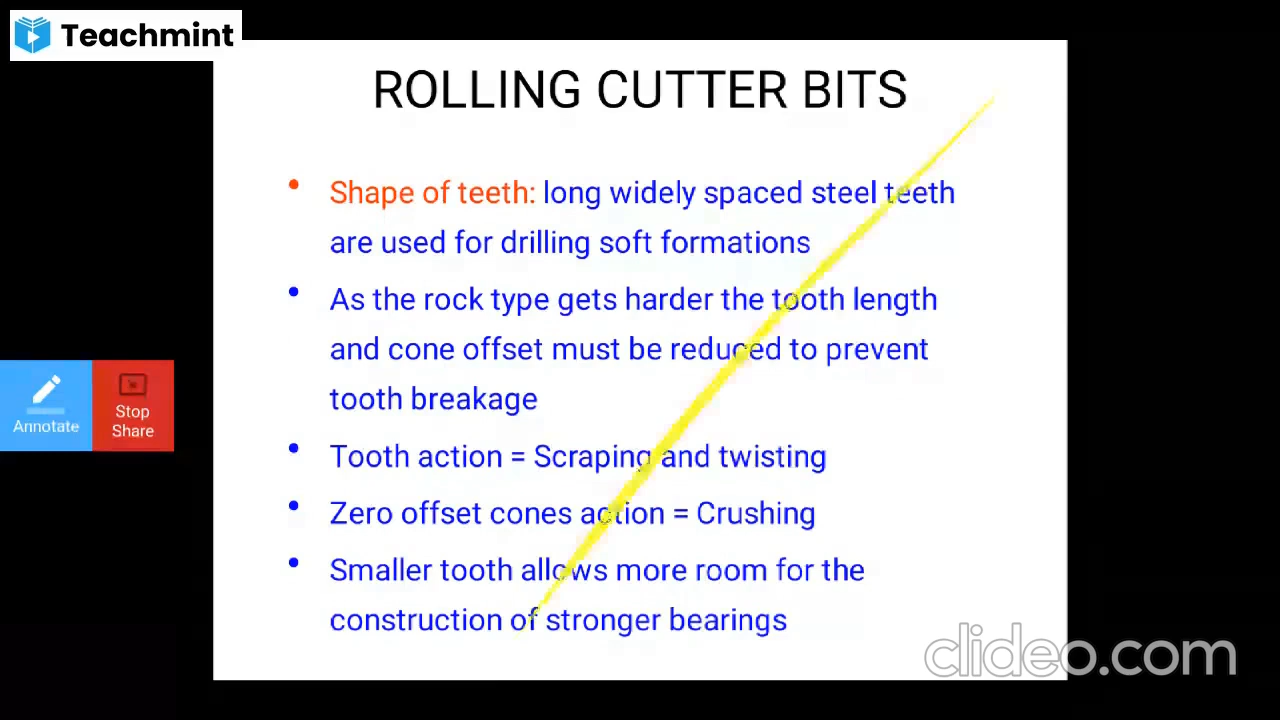 Teachmint
ROLLING CUTTER BITS
• Shape of teeth: long widely spaced steel teeth
are used for drilling soft formations
• As the rock type gets harder the tooth length
and cone offset must be reduced to prevent
tooth breakage
Annotate
Stop
Share
• Tooth action = Scraping and twisting
• Zero offset cones action = Crushing
• Smaller tooth allows more room for the
construction of stronger bearings
clideo.com